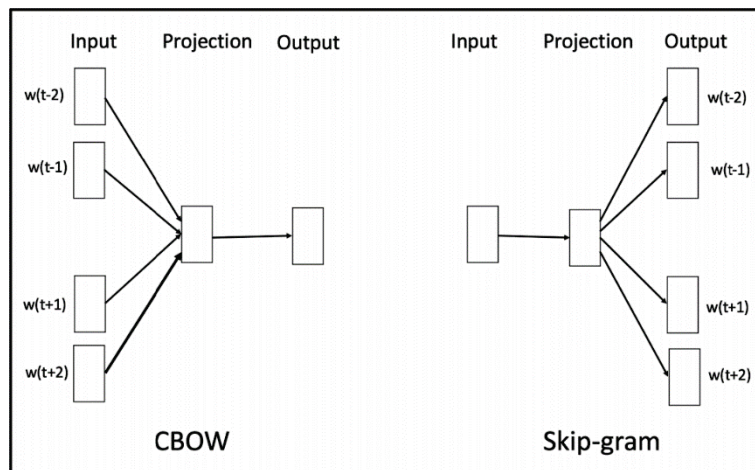 Input Projection Output
w(t-2)
w(t-1)
w(t+1)
w(t+2)
CBOW
Input Projection Output
w(t-2)
w(t-1)
w(t+1)
w(t+2)
Skip-gram